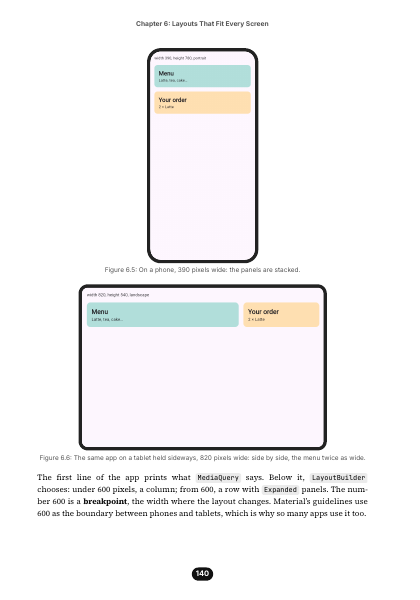 Chapter 6: Layouts That Fit Every Screen
width 390, height 760, portrait
Menu
Latte, tea, cake...
Your order
2 × Latte
Figure 6.5: On a phone, 390 pixels wide: the panels are stacked.
width 820, height 540, landscape
Menu
Latte, tea, cake...
Your order
2 × Latte
Figure 6.6: The same app on a tablet held sideways, 820 pixels wide: side by side, the menu twice as wide.
The first line of the app prints what MediaQuery says. Below it, LayoutBuilder
chooses: under 600 pixels, a column; from 600, a row with Expanded panels. The num-
ber 600 is a breakpoint, the width where the layout changes. Material’s guidelines use
600 as the boundary between phones and tablets, which is why so many apps use it too.
140